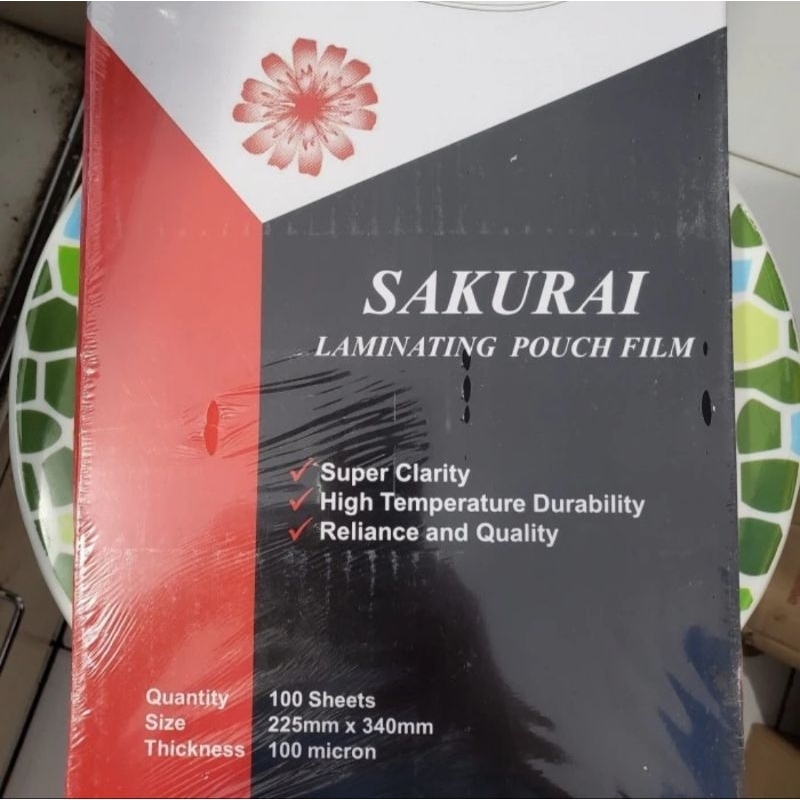 SAKURAI
LAMINATING POUCH FILM
Super Clarity
High Temperature Durability
Reliance and Quality
Quantity 100 Sheets
Size 225mm x 340mm
Thickness 100 micron